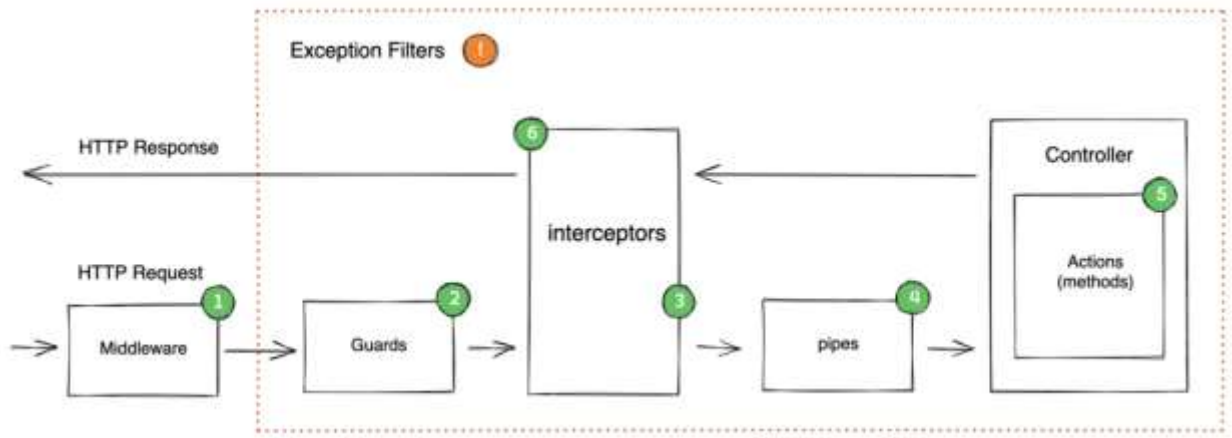 Exception Filters !
6
HTTP Response
Controller
5
interceptors
Actions
(methods)
HTTP Request
1
2
3
4
Middleware
Guards
pipes